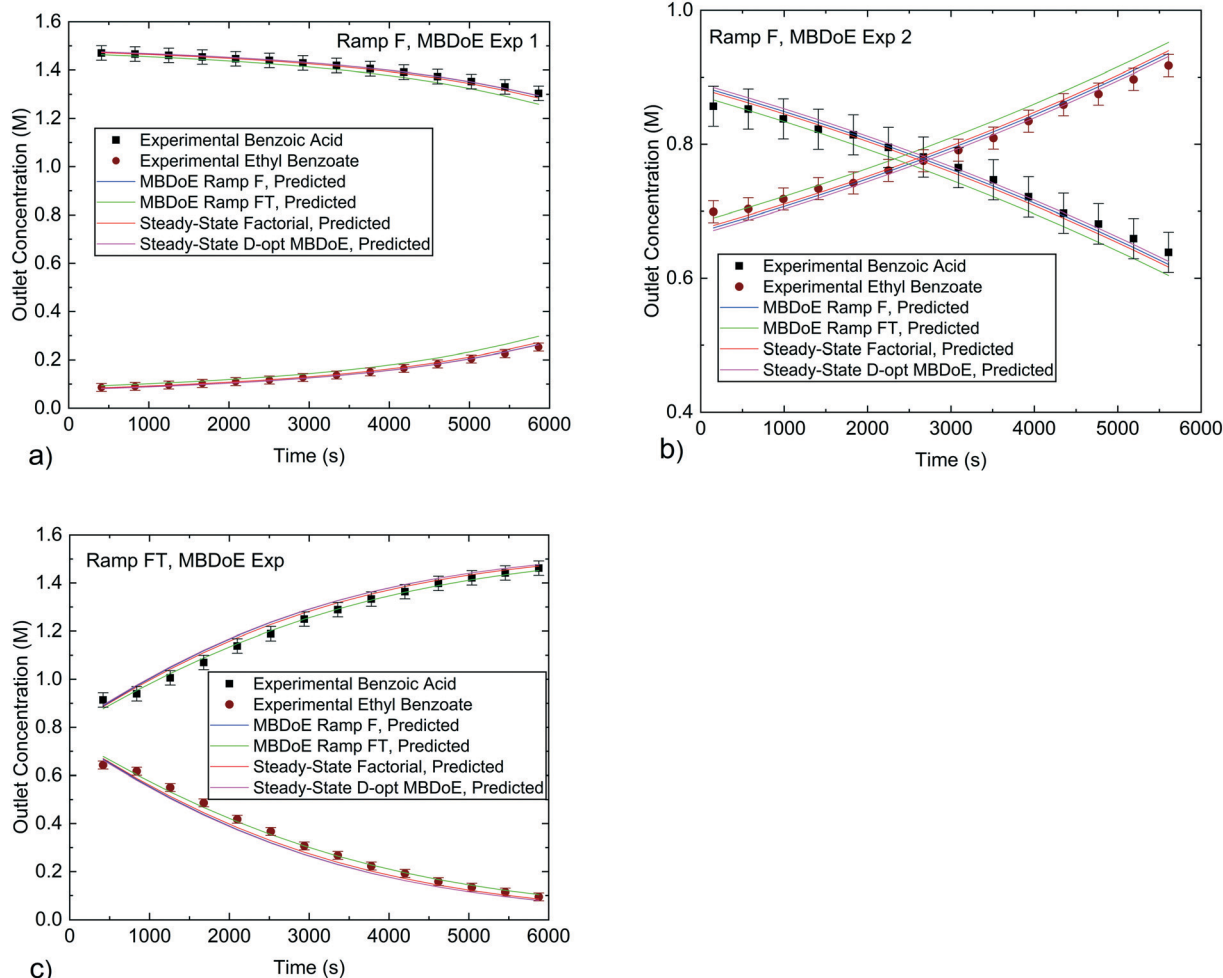 Ramp F, MBDoE Exp 1
Outlet Concentration (M)
1.6
1.4
1.2
1.0
0.8
0.6
0.4
0.2
0.0
Experimental Benzoic Acid
Experimental Ethyl Benzoate
MBDoE Ramp F, Predicted
MBDoE Ramp FT, Predicted
Steady-State Factorial, Predicted
Steady-State D-opt MBDoE, Predicted
0 1000 2000 3000 4000 5000 6000
Time (s)
a)
Ramp F, MBDoE Exp 2
Outlet Concentration (M)
1.0
0.8
0.6
0.4
Experimental Benzoic Acid
Experimental Ethyl Benzoate
MBDoE Ramp F, Predicted
MBDoE Ramp FT, Predicted
Steady-State Factorial, Predicted
Steady-State D-opt MBDoE, Predicted
0 1000 2000 3000 4000 5000 6000
Time (s)
b)
Ramp FT, MBDoE Exp
Outlet Concentration (M)
1.6
1.4
1.2
1.0
0.8
0.6
0.4
0.2
0.0
Experimental Benzoic Acid
Experimental Ethyl Benzoate
MBDoE Ramp F, Predicted
MBDoE Ramp FT, Predicted
Steady-State Factorial, Predicted
Steady-State D-opt MBDoE, Predicted
0 1000 2000 3000 4000 5000 6000
Time (s)
c)